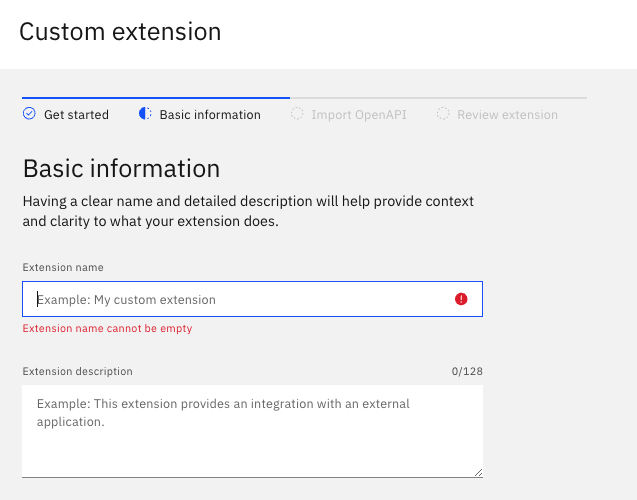 Custom extension
Get started
Basic information
Import OpenAPI
Review extension
Basic information
Having a clear name and detailed description will help provide context
and clarity to what your extension does.
Extension name
Example: My custom extension
Extension name cannot be empty
Extension description
0/128
Example: This extension provides an integration with an external
application.